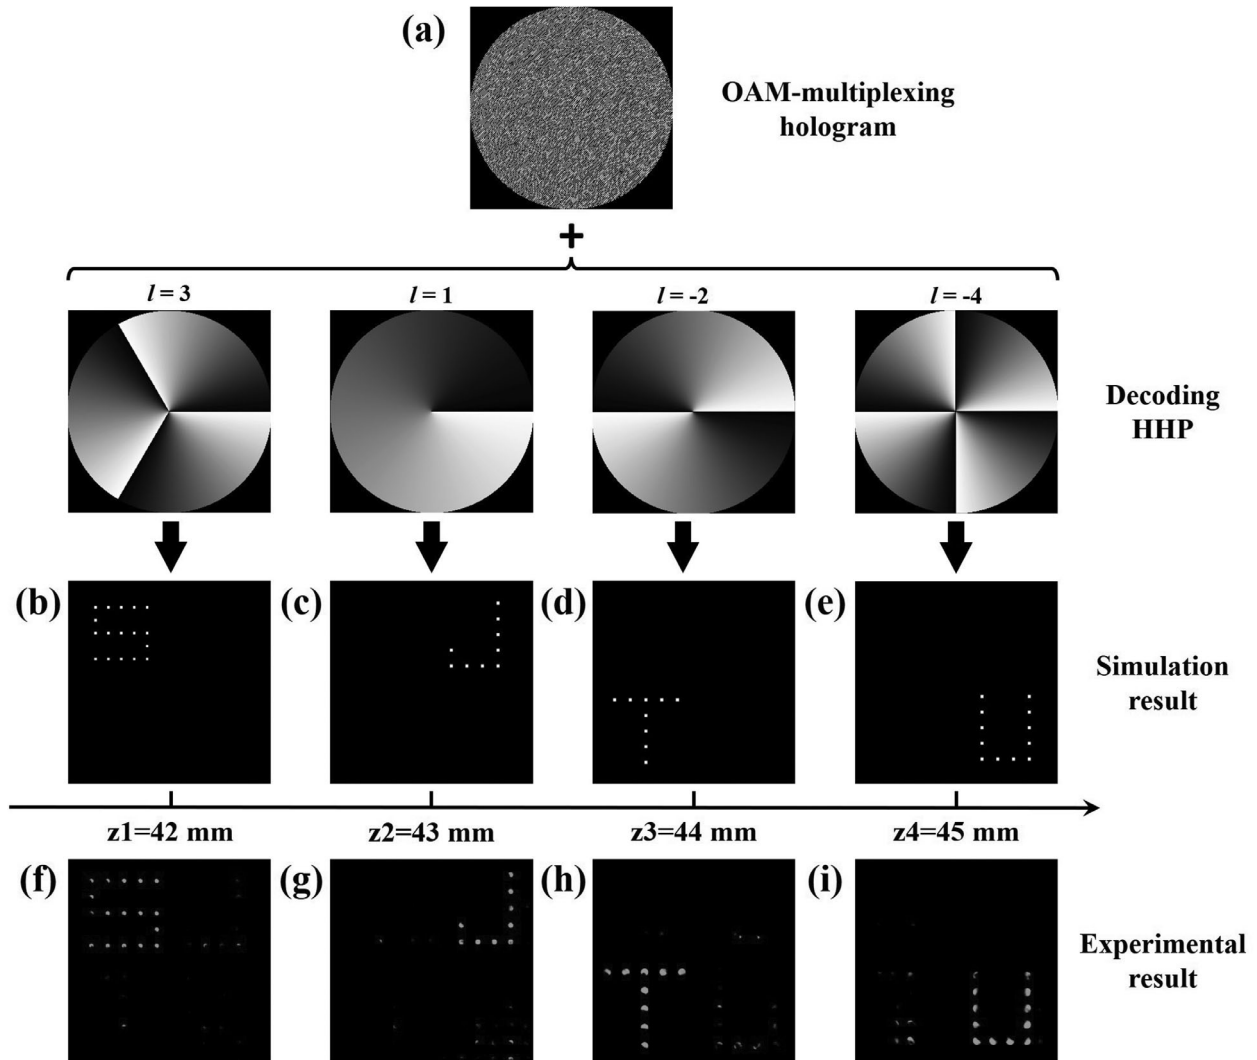 (a)
OAM-multiplexing
hologram
+
l = 3
l = 1
l = -2
l = -4
Decoding
HHP
(b)
(c)
(d)
(e)
S
J
T
U
Simulation
result
z1=42 mm
z2=43 mm
z3=44 mm
z4=45 mm
(f)
(g)
(h)
(i)
S
J
T
U
Experimental
result